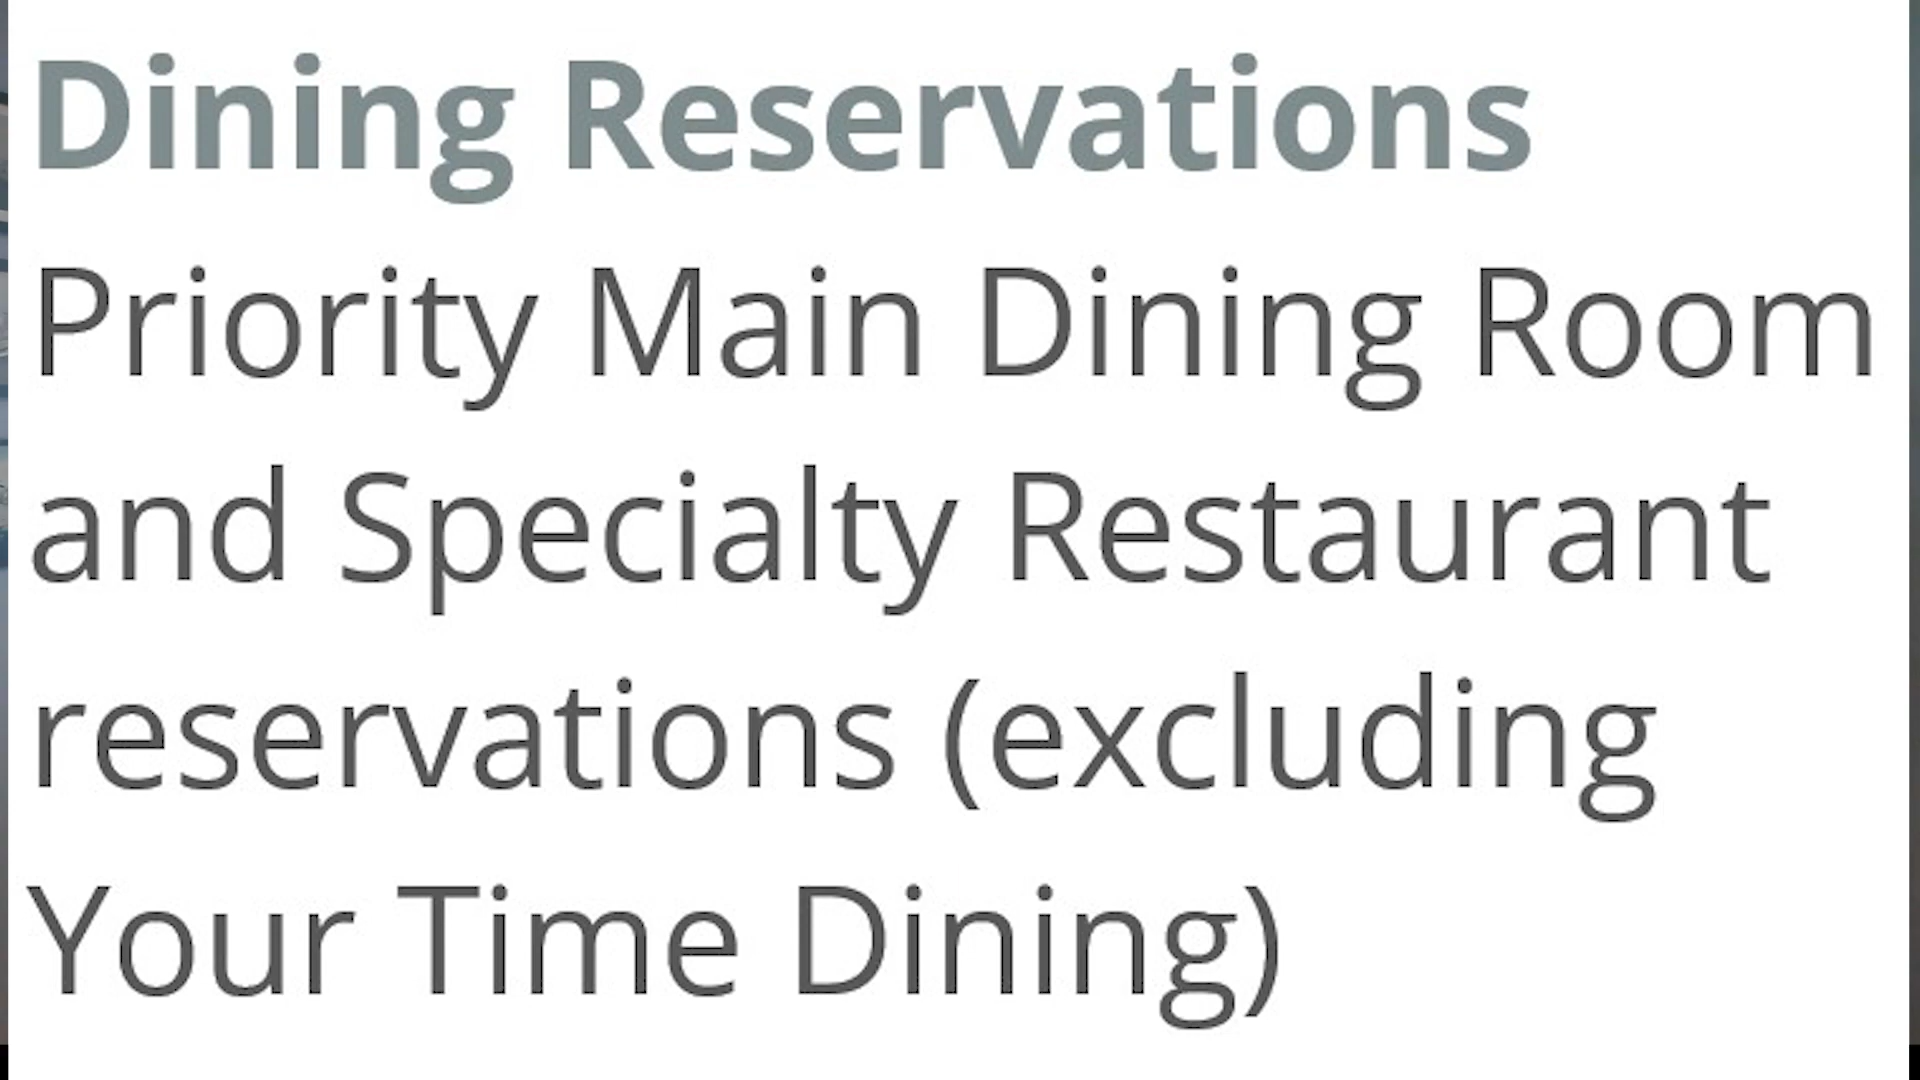 Dining Reservations
Priority Main Dining Room
and Specialty Restaurant
reservations (excluding
Your Time Dining)